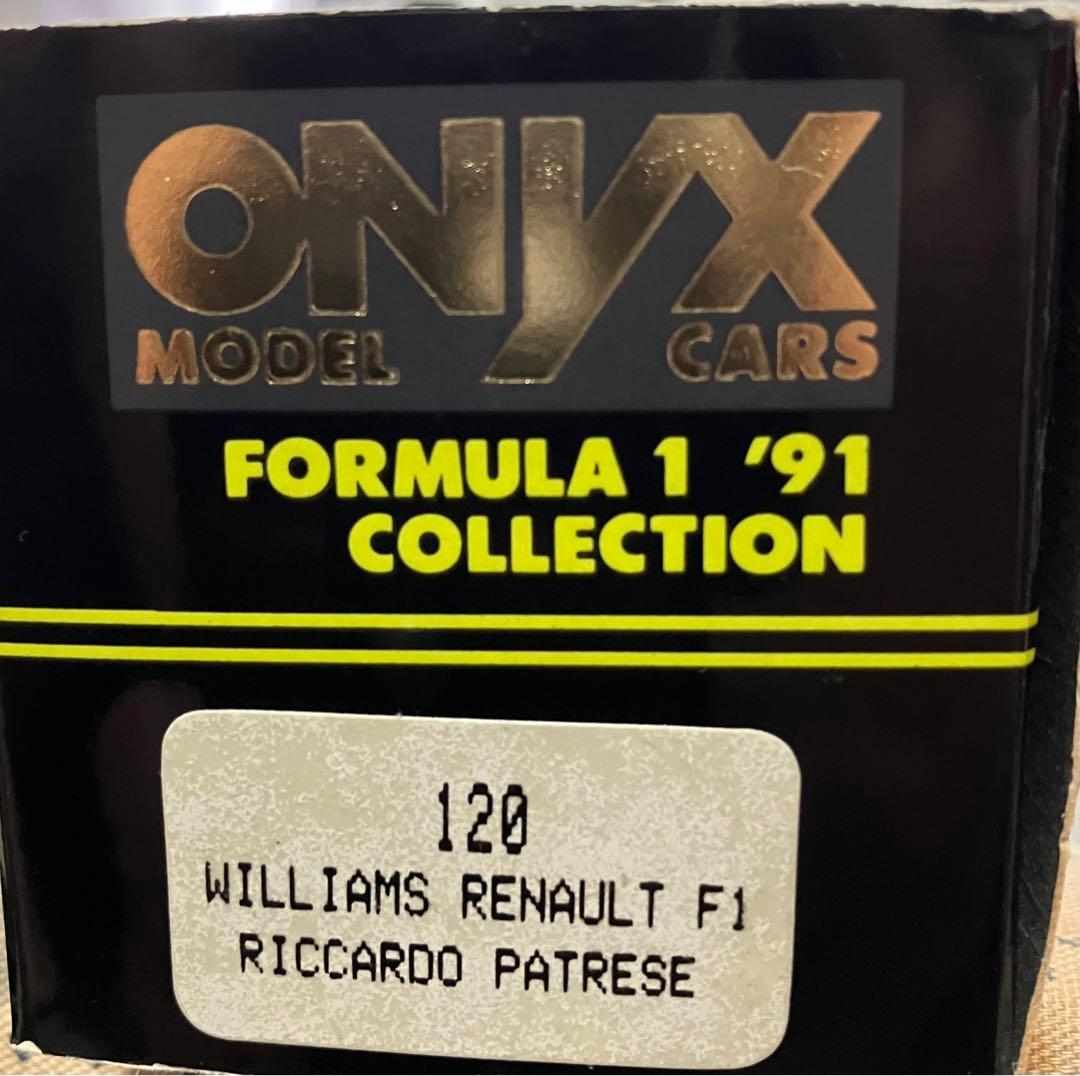 ONYX
MODEL CARS
FORMULA 1 '91
COLLECTION
120
WILLIAMS RENAULT F1
RICCARDO PATRESE